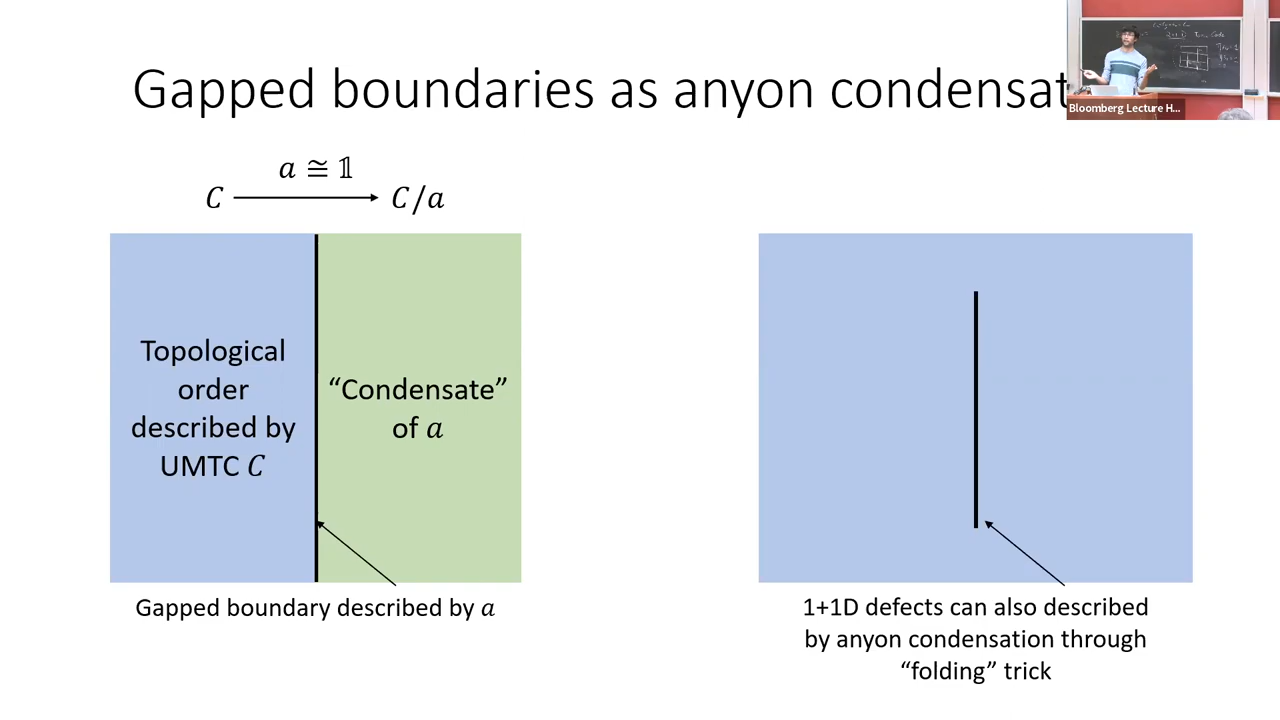 Gapped boundaries as anyon condensat
Bloomberg Lecture H...
a ≅ 𝟙
C ⟶ C/a
Topological
order
described by
UMTC C
“Condensate”
of a
Gapped boundary described by a
1+1D defects can also described
by anyon condensation through
“folding” trick